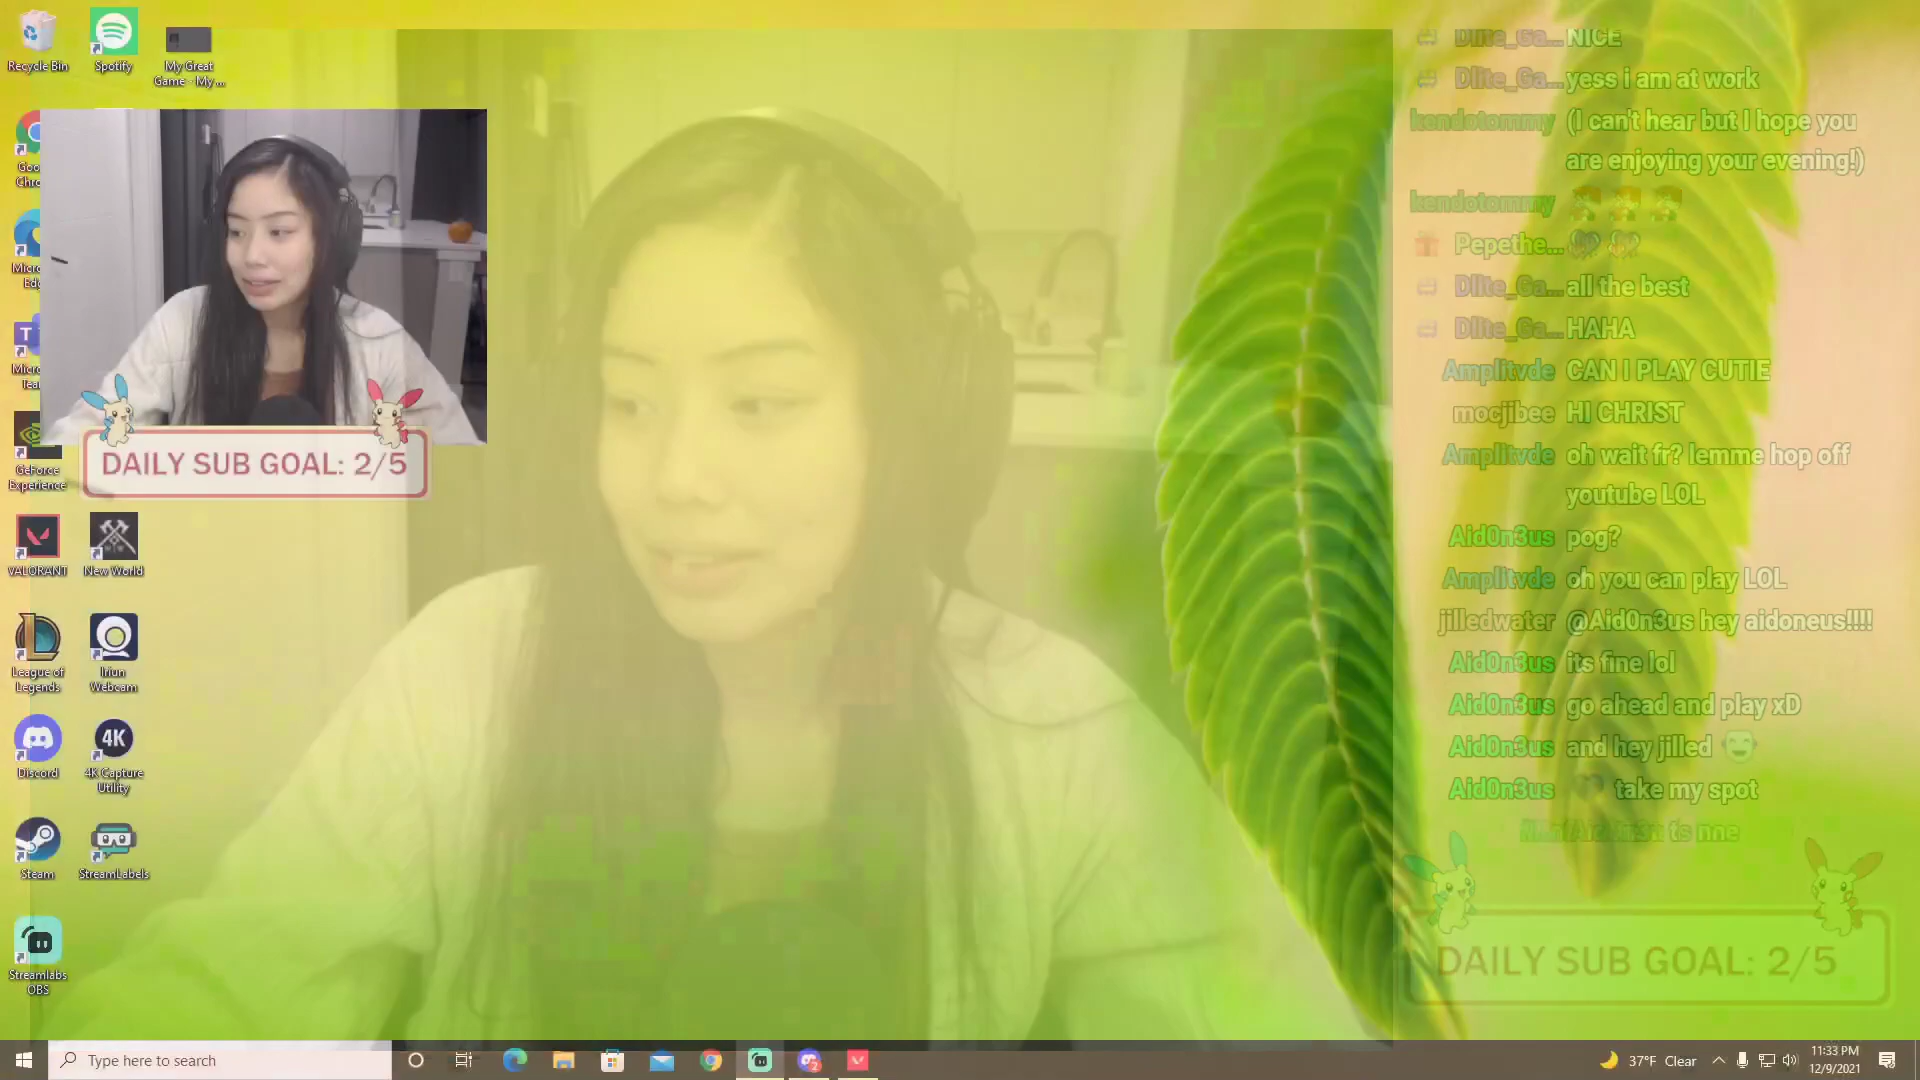 Recycle Bin
Spotify
My Great
Game - My ...
VALORANT
New World
League of
Legends
Iriun
Webcam
Discord
4K
4K Capture
Utility
Steam
StreamLabels
Streamlabs
OBS
GeForce
Experience
DAILY SUB GOAL: 2/5
Dlite_Ga... NICE
Dlite_Ga... yess i am at work
kendotommy (I can't hear but I hope you
are enjoying your evening!)
kendotommy
Pepethe...
Dlite_Ga... all the best
Dlite_Ga... HAHA
Amplitvde CAN I PLAY CUTIE
mocjibee HI CHRIST
Amplitvde oh wait fr? lemme hop off
youtube LOL
Aid0n3us pog?
Amplitvde oh you can play LOL
jilledwater @Aid0n3us hey aidoneus!!!!
Aid0n3us its fine lol
Aid0n3us go ahead and play xD
Aid0n3us and hey jilled
Aid0n3us take my spot
DAILY SUB GOAL: 2/5
Type here to search
37°F Clear
11:33 PM
12/9/2021